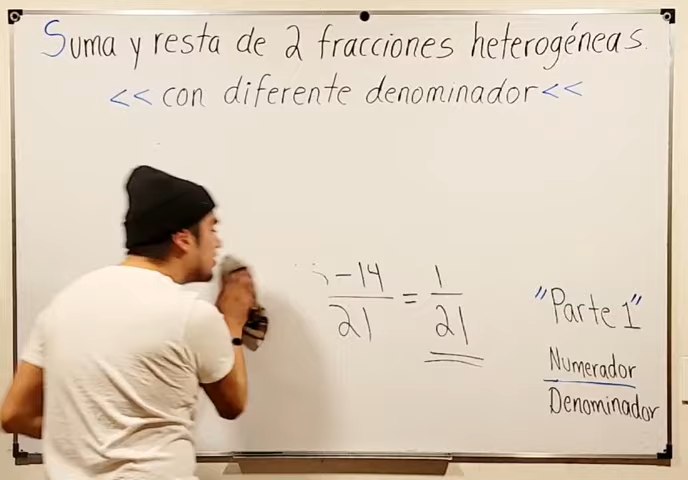 Suma y resta de 2 fracciones heterogéneas.
<< con diferente denominador <<
- 14 = 1
21 21
"Parte 1"
Numerador
Denominador